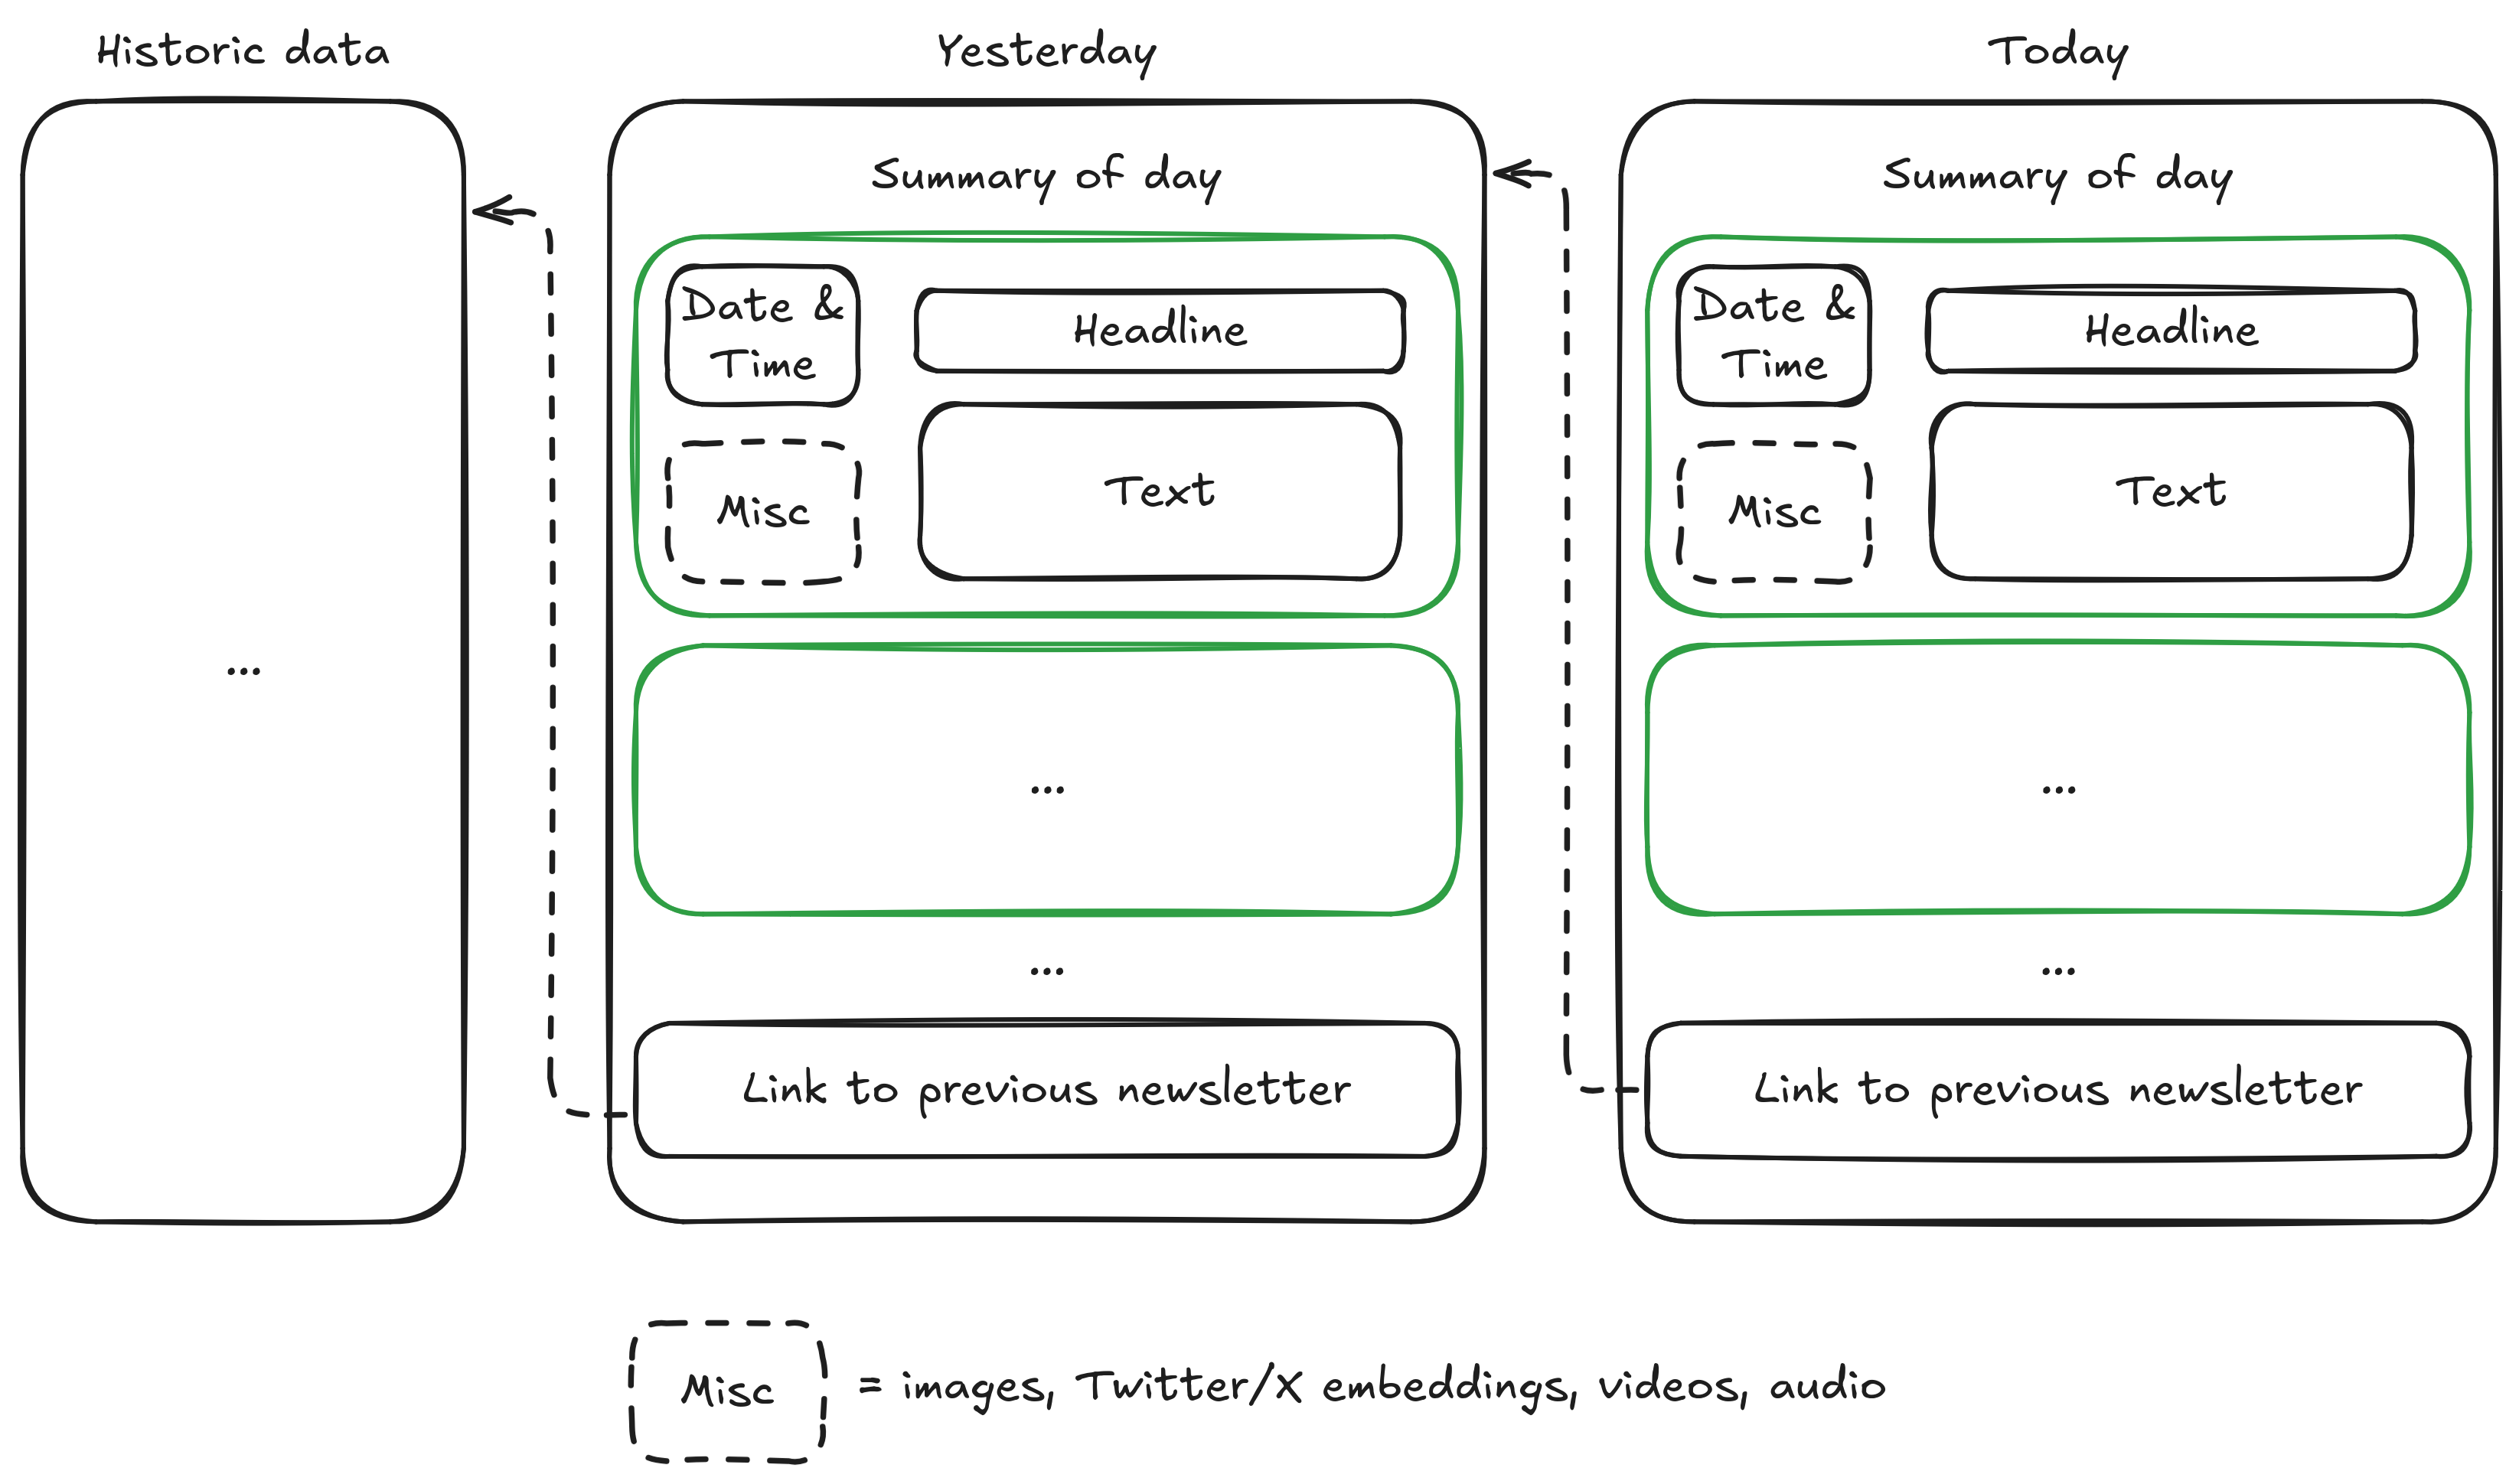 Historic data
...
Yesterday
Summary of day
Date &
Time
Headline
Misc
Text
...
...
Link to previous newsletter
Today
Summary of day
Date &
Time
Headline
Misc
Text
...
...
Link to previous newsletter
Misc
= images, Twitter/X embeddings, videos, audio